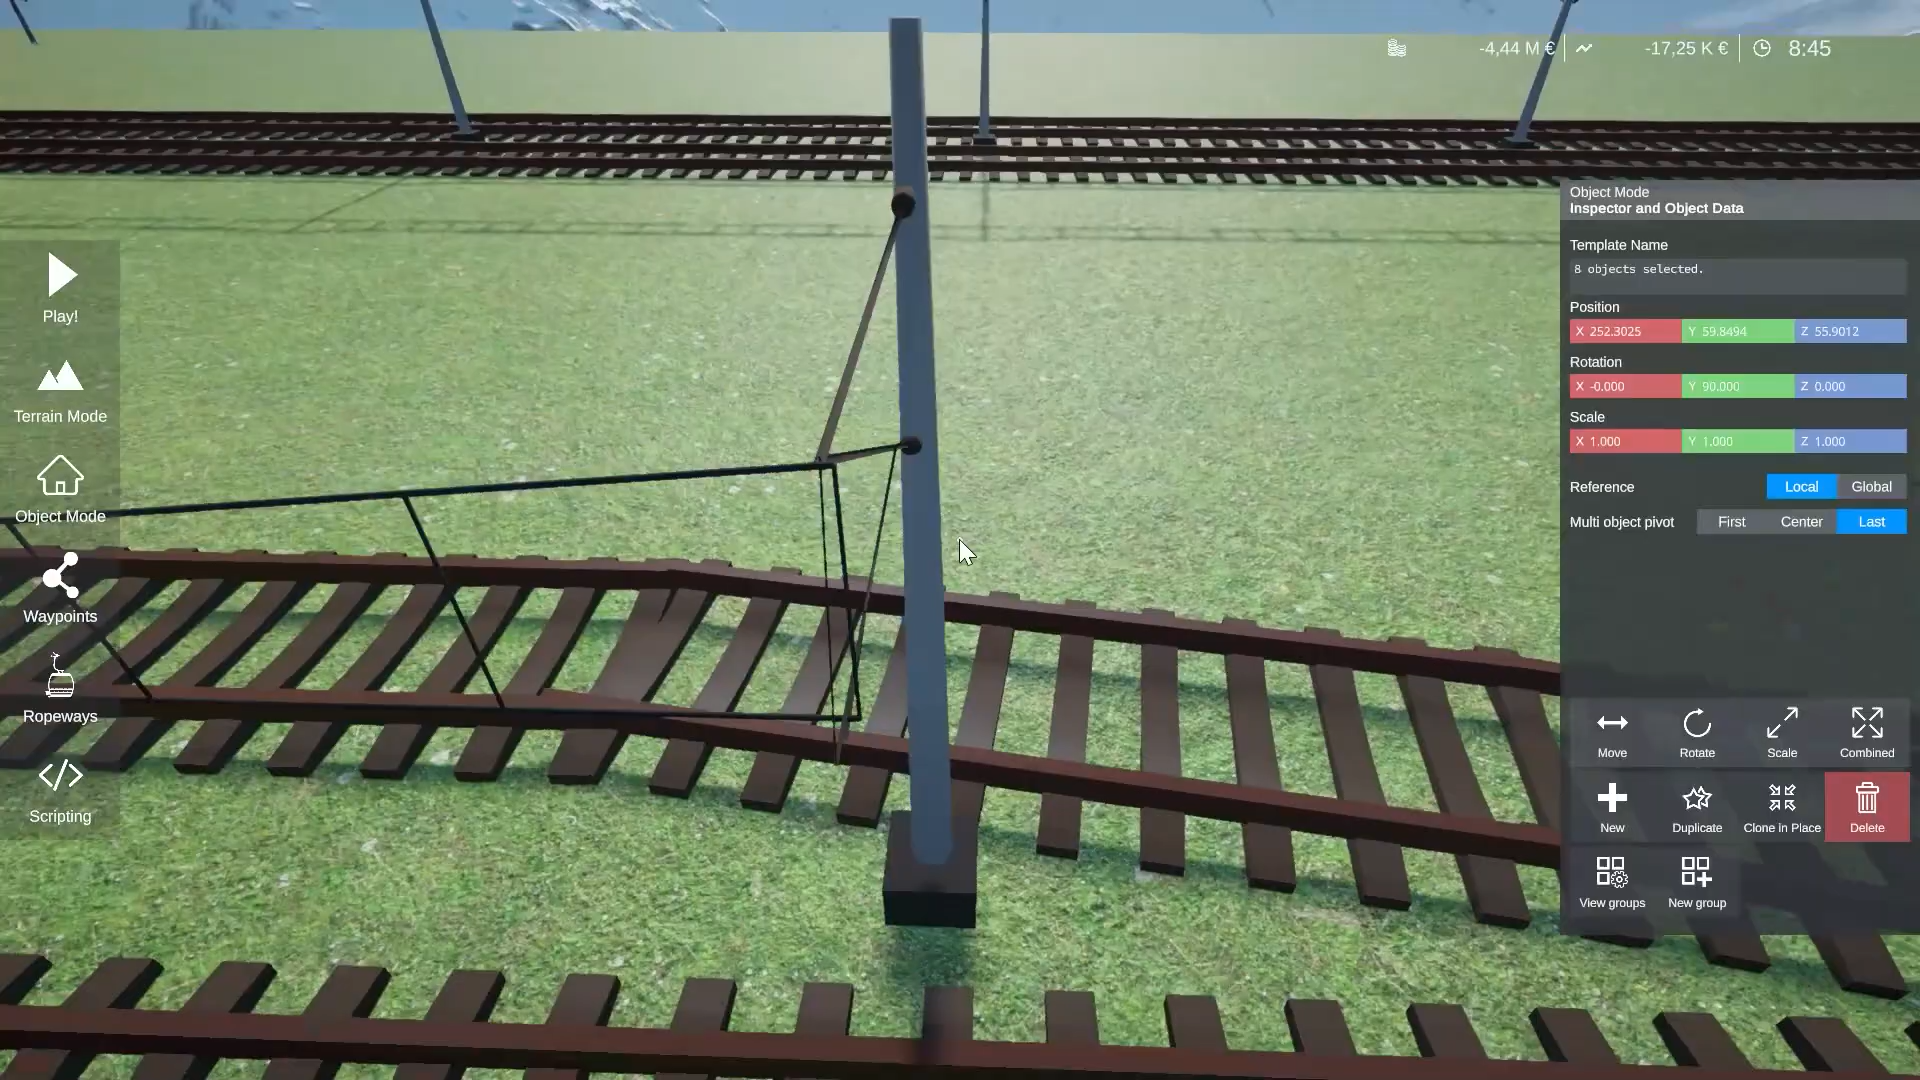 -4,44 M €
-17,25 K €
8:45
Object Mode
Inspector and Object Data
Template Name
8 objects selected.
Position
X 252.3025 Y 59.8494 Z 55.9012
Rotation
X -0.000 Y 90.000 Z 0.000
Scale
X 1.000 Y 1.000 Z 1.000
Reference Local Global
Multi object pivot First Center Last
Move Rotate Scale Combined
New Duplicate Clone in Place Delete
View groups New group
Play!
Terrain Mode
Object Mode
Waypoints
Ropeways
Scripting